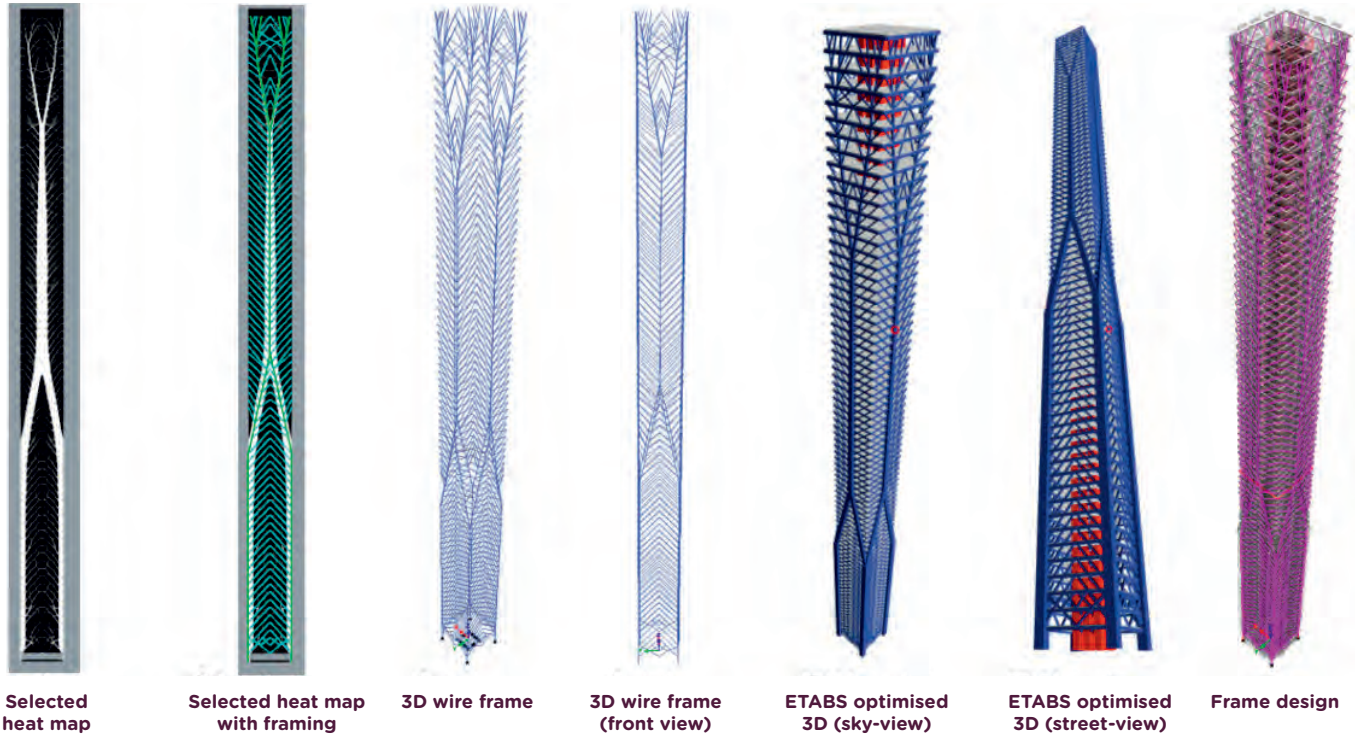 Selected
heat map
Selected heat map
with framing
3D wire frame
3D wire frame
(front view)
ETABS optimised
3D (sky-view)
ETABS optimised
3D (street-view)
Frame design